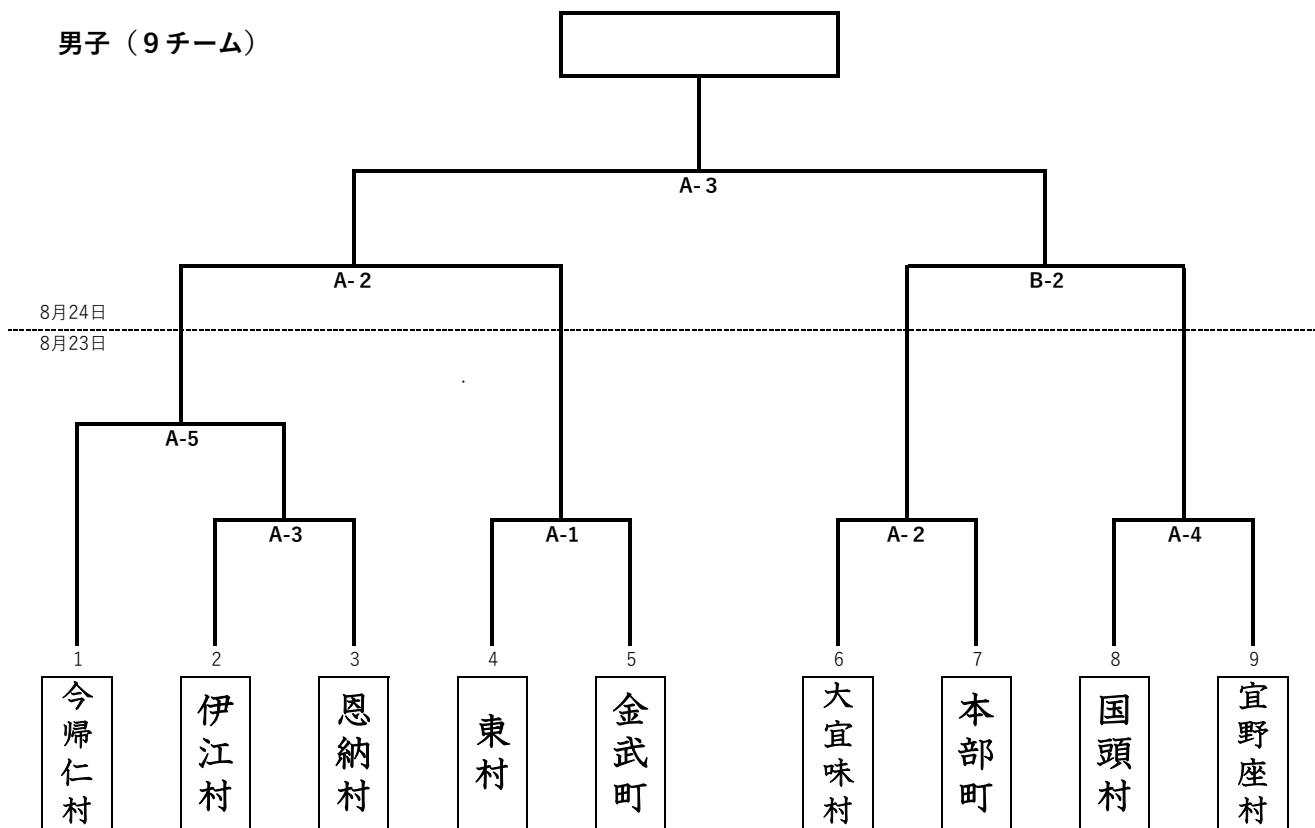 男子（９チーム）
A-３
A-２
B-2
8月24日
8月23日
A-5
A-3
A-1
A-２
A-4
1
2
3
4
5
6
7
8
9
今帰仁村
伊江村
恩納村
東村
金武町
大宜味村
本部町
国頭村
宜野座村